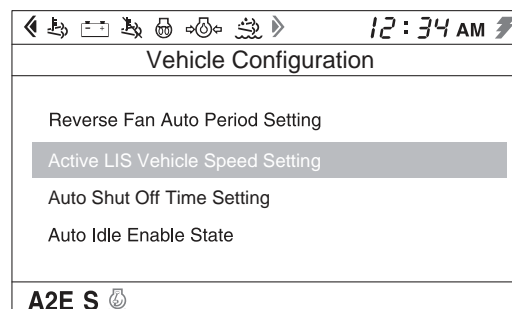 12:34 AM
Vehicle Configuration
Reverse Fan Auto Period Setting
Active LIS Vehicle Speed Setting
Auto Shut Off Time Setting
Auto Idle Enable State
A2E S